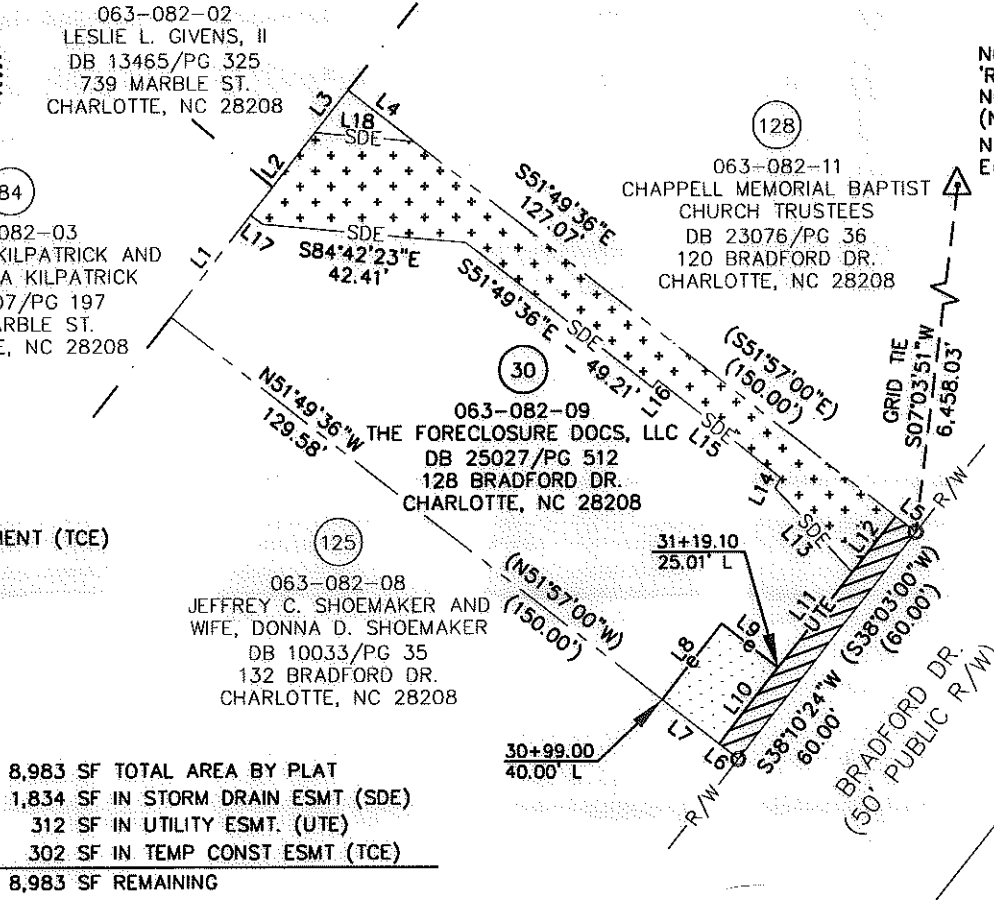 063-082-02
LESLIE L. GIVENS, II
DB 13465/PG 325
739 MARBLE ST.
CHARLOTTE, NC 28208
84
082-03
KILPATRICK AND
A KILPATRICK
07/PG 197
ARBLE ST.
E, NC 28208
L1
L2
L3
L4
L18
SDE
L17
SDE
S84°42'23"E
42.41'
S51°49'36"E
127.07'
S51°49'36"E - 49.21'
SDE
L16
SDE
L15
(S51°57'00"E)
(150.00')
128
063-082-11
CHAPPELL MEMORIAL BAPTIST
CHURCH TRUSTEES
DB 23076/PG 36
120 BRADFORD DR.
CHARLOTTE, NC 28208
GRID TIE
S07°03'51"W
6,458.03'
N51°49'36"W
129.58'
30
063-082-09
THE FORECLOSURE DOCS, LLC
DB 25027/PG 512
128 BRADFORD DR.
CHARLOTTE, NC 28208
L14
SDE
L13
L12
L5
R/W
MENT (TCE)
125
063-082-08
JEFFREY C. SHOEMAKER AND
WIFE, DONNA D. SHOEMAKER
DB 10033/PG 35
132 BRADFORD DR.
CHARLOTTE, NC 28208
(N51°57'00"W)
(150.00')
31+19.10
25.01' L
L11
UTE
L9
L8
L10
L7
L6
30+99.00
40.00' L
S38°10'24"W (S38°03'00"W)
60.00' (60.00')
R/W
BRADFORD DR.
(50' PUBLIC R/W)
8,983 SF TOTAL AREA BY PLAT
1,834 SF IN STORM DRAIN ESMT (SDE)
312 SF IN UTILITY ESMT. (UTE)
302 SF IN TEMP CONST ESMT (TCE)
8,983 SF REMAINING